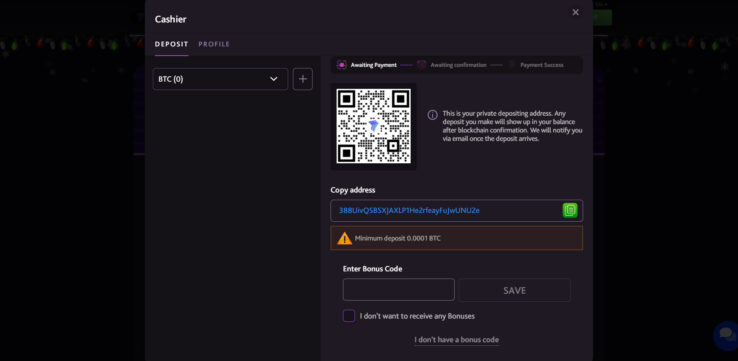 Cashier
DEPOSIT PROFILE
BTC (0)
Awaiting Payment Awaiting confirmation Payment Success
This is your private depositing address. Any
deposit you make will show up in your balance
after blockchain confirmation. We will notify you
via email once the deposit arrives.
Copy address
Minimum deposit 0.0001 BTC
Enter Bonus Code
SAVE
I don't want to receive any Bonuses
I don't have a bonus code